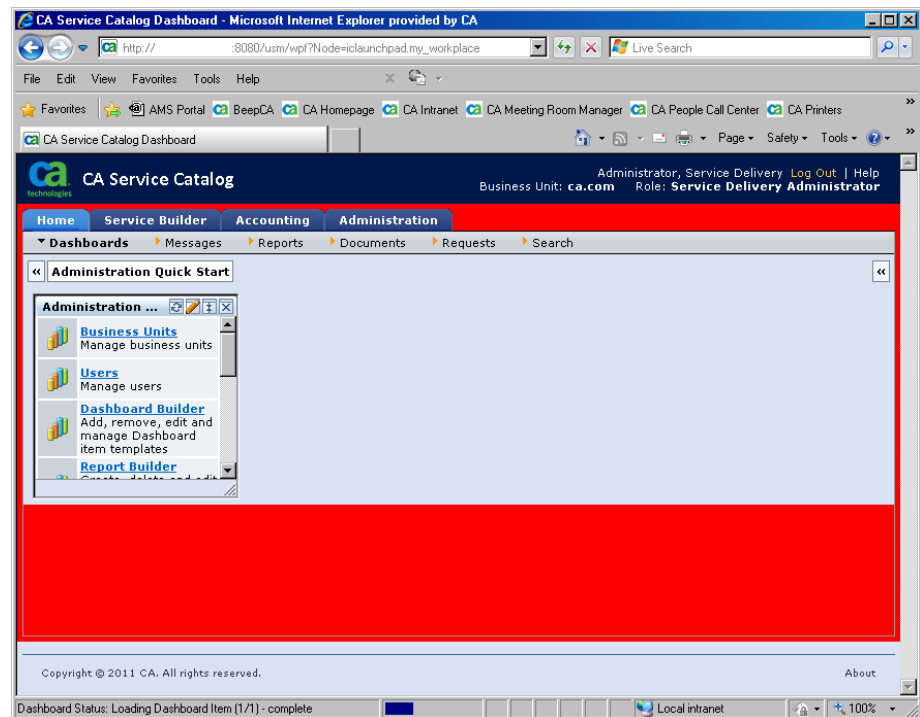 CA Service Catalog Dashboard - Microsoft Internet Explorer provided by CA
http:// :8080/usm/wpf?Node=iclaunchpad.my_workplace
Live Search
File Edit View Favorites Tools Help
Favorites AMS Portal BeepCA CA Homepage CA Intranet CA Meeting Room Manager CA People Call Center CA Printers
CA Service Catalog Dashboard
Page Safety Tools
ca technologies
CA Service Catalog
Administrator, Service Delivery Log Out | Help
Business Unit: ca.com Role: Service Delivery Administrator
Home Service Builder Accounting Administration
Dashboards Messages Reports Documents Requests Search
« Administration Quick Start «
Administration ...
Business Units
Manage business units
Users
Manage users
Dashboard Builder
Add, remove, edit and
manage Dashboard
item templates
Report Builder
Create, delete and edit
Copyright © 2011 CA. All rights reserved.
About
Dashboard Status: Loading Dashboard Item (1/1) - complete
Local intranet
100%